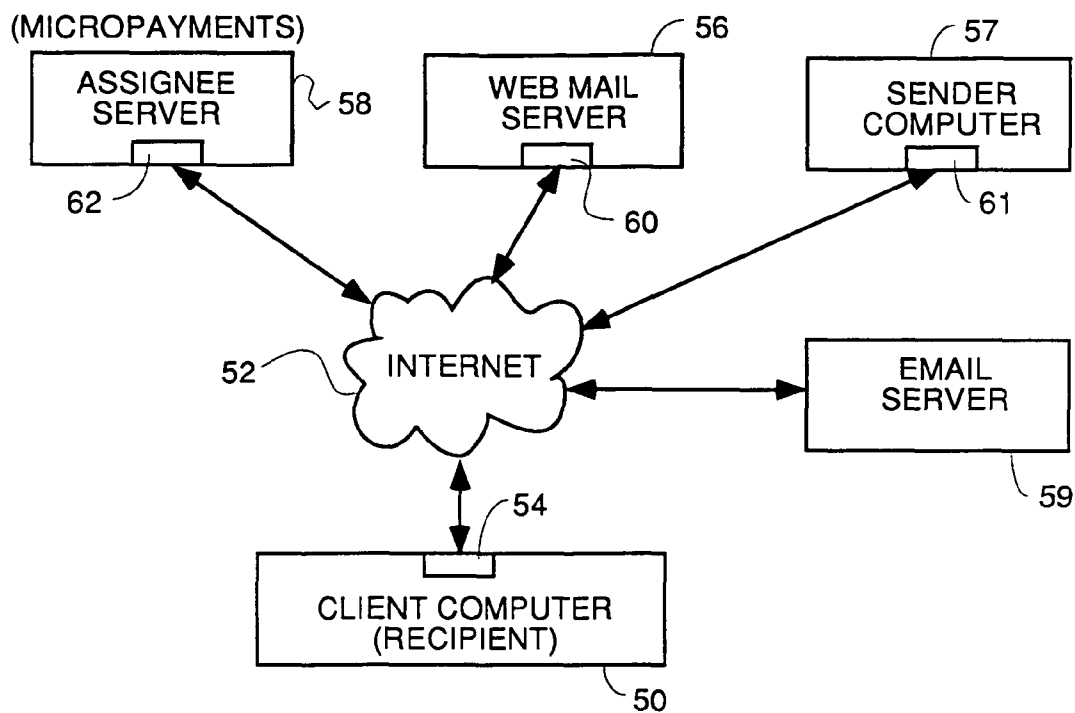 (MICROPAYMENTS)
56
57
ASSIGNEE
SERVER
58
WEB MAIL
SERVER
SENDER
COMPUTER
62
60
61
52
INTERNET
EMAIL
SERVER
59
54
CLIENT COMPUTER
(RECIPIENT)
50